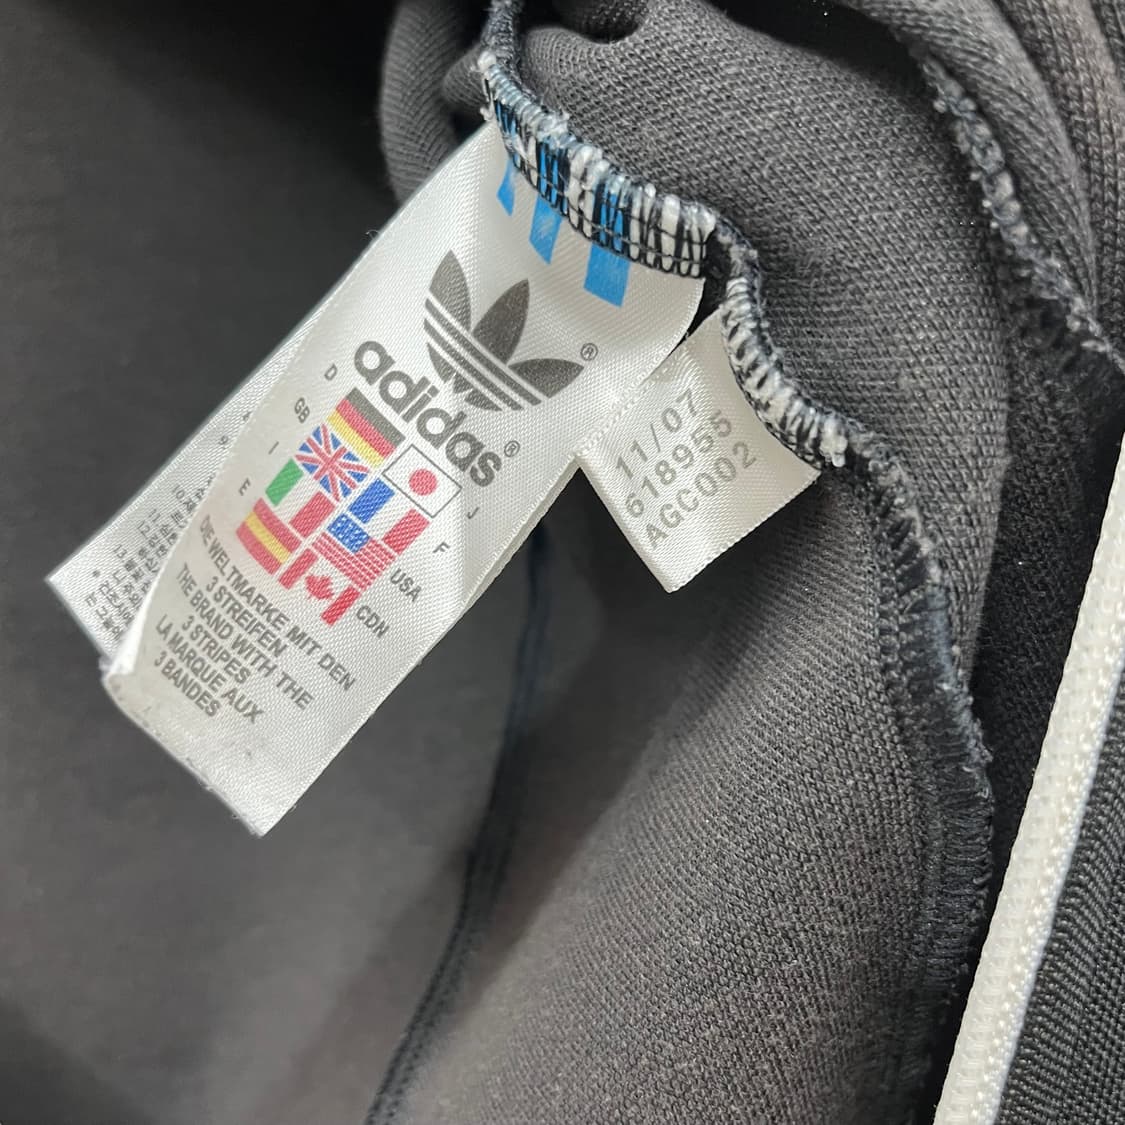 adidas®
®
D
GB
I
E
J
F
USA
CDN
DIE WELTMARKE MIT DEN
3 STREIFEN
THE BRAND WITH THE
3 STRIPES
LA MARQUE AUX
3 BANDES
11/07
618955
AGC002